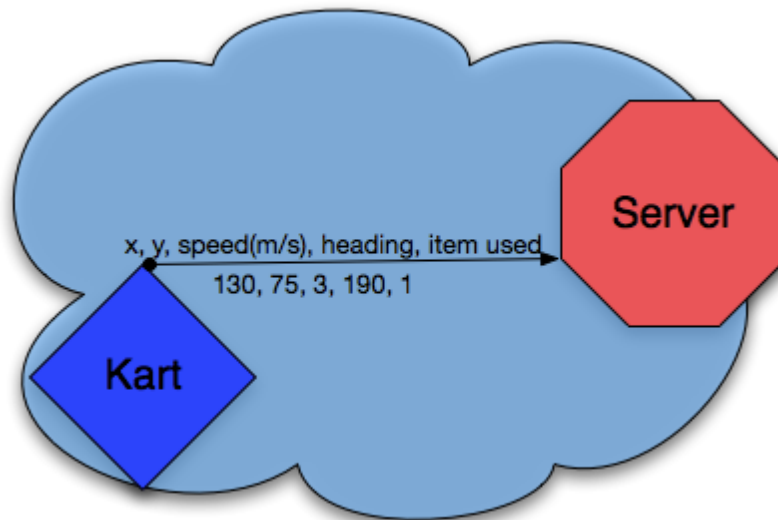 Server
x, y, speed(m/s), heading, item used
130, 75, 3, 190, 1
Kart